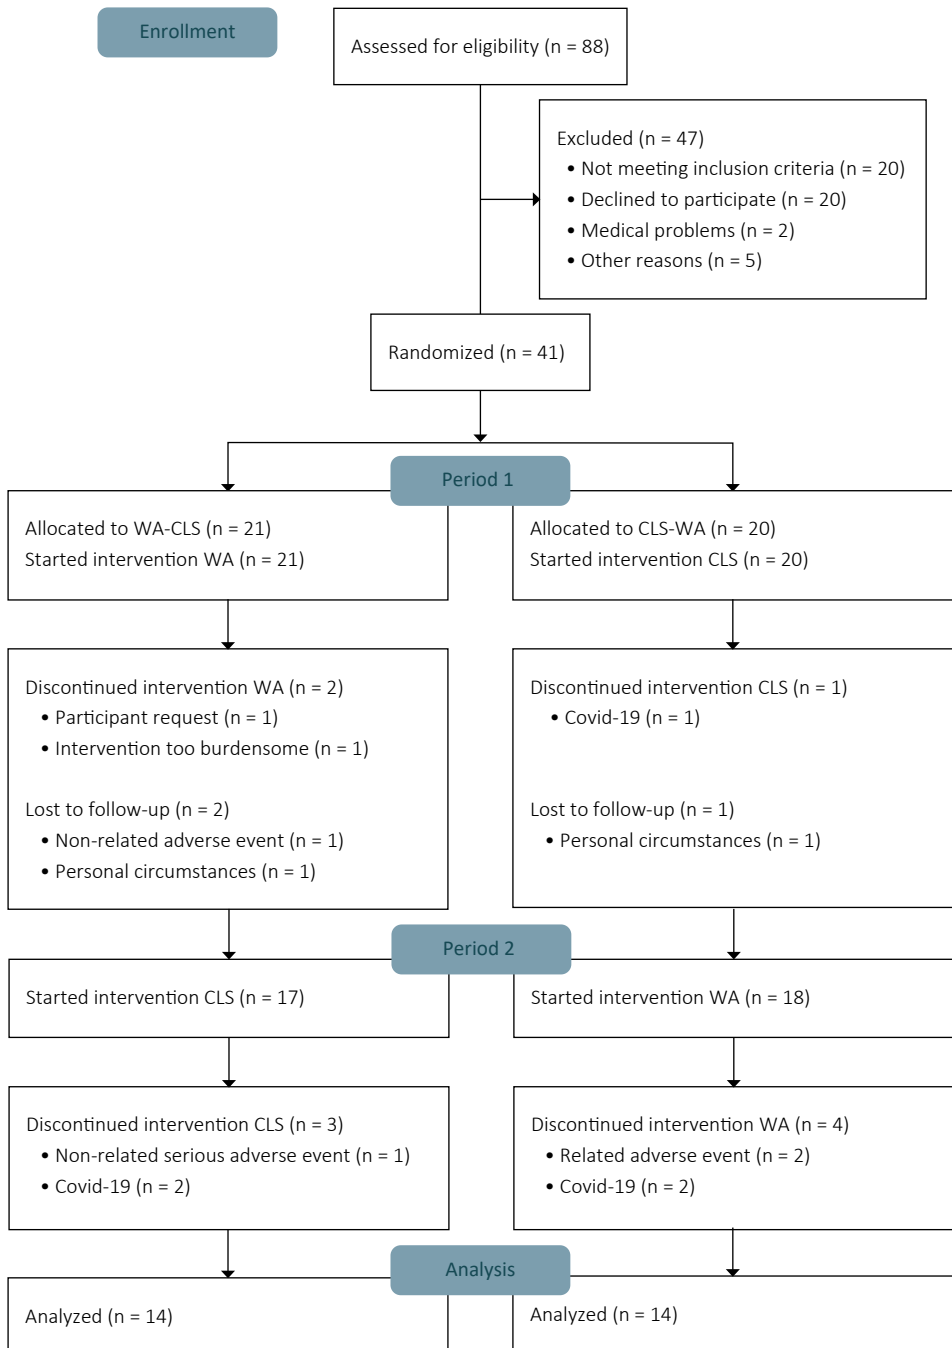 Enrollment
Assessed for eligibility (n = 88)
Excluded (n = 47)
• Not meeting inclusion criteria (n = 20)
• Declined to participate (n = 20)
• Medical problems (n = 2)
• Other reasons (n = 5)
Randomized (n = 41)
Period 1
Allocated to WA-CLS (n = 21)
Started intervention WA (n = 21)
Allocated to CLS-WA (n = 20)
Started intervention CLS (n = 20)
Discontinued intervention WA (n = 2)
• Participant request (n = 1)
• Intervention too burdensome (n = 1)
Lost to follow-up (n = 2)
• Non-related adverse event (n = 1)
• Personal circumstances (n = 1)
Discontinued intervention CLS (n = 1)
• Covid-19 (n = 1)
Lost to follow-up (n = 1)
• Personal circumstances (n = 1)
Period 2
Started intervention CLS (n = 17)
Started intervention WA (n = 18)
Discontinued intervention CLS (n = 3)
• Non-related serious adverse event (n = 1)
• Covid-19 (n = 2)
Discontinued intervention WA (n = 4)
• Related adverse event (n = 2)
• Covid-19 (n = 2)
Analysis
Analyzed (n = 14)
Analyzed (n = 14)